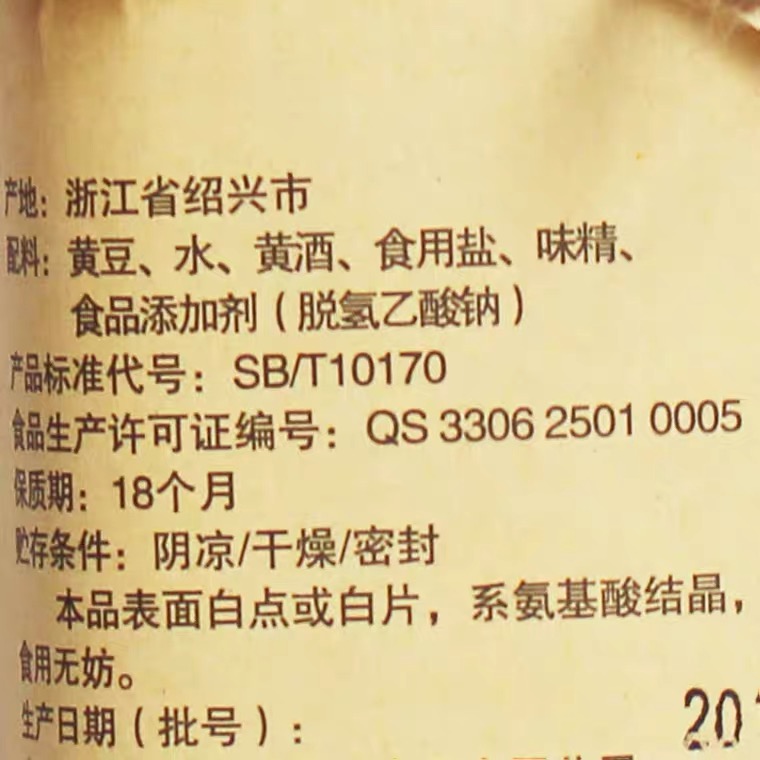 产地：浙江省绍兴市
配料：黄豆、水、黄酒、食用盐、味精、
食品添加剂（脱氢乙酸钠）
产品标准代号：SB/T10170
食品生产许可证编号：QS 3306 2501 0005
保质期：18个月
贮存条件：阴凉/干燥/密封
本品表面白点或白片，系氨基酸结晶，
食用无妨。
生产日期（批号）：
20